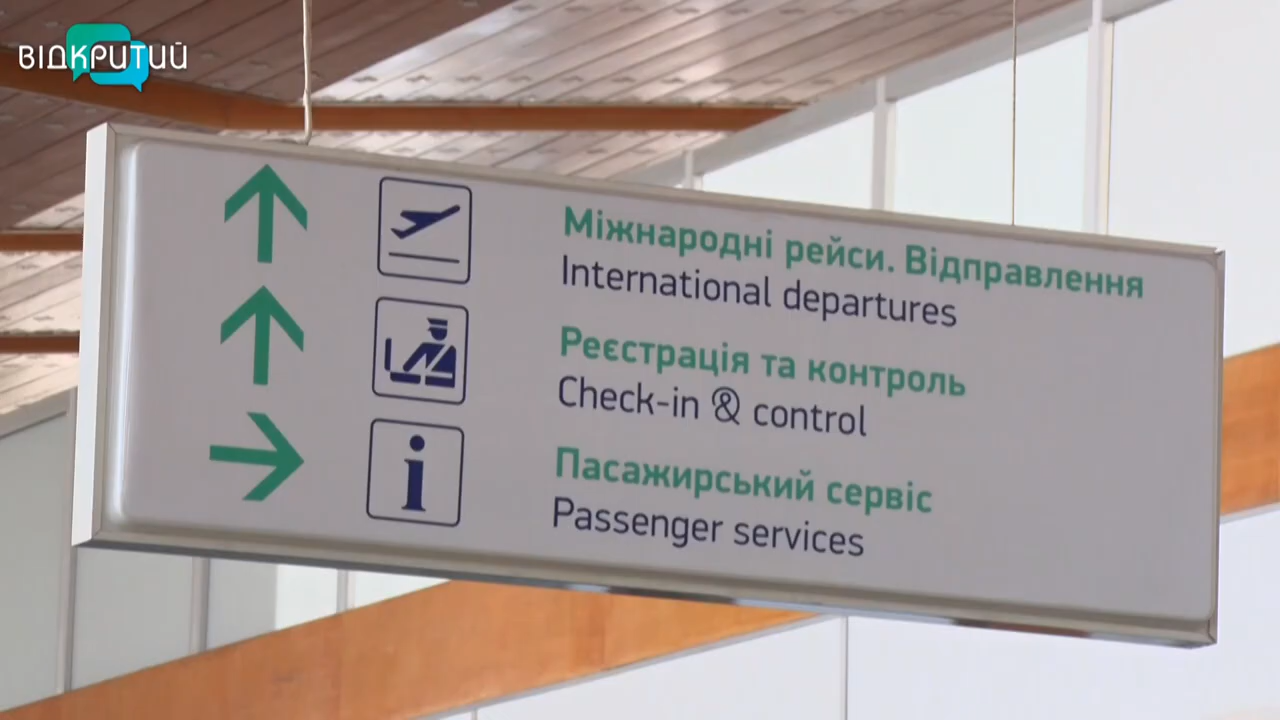 ВІДКРИТИЙ
Міжнародні рейси. Відправлення
International departures
Реєстрація та контроль
Check-in & control
Пасажирський сервіс
Passenger services